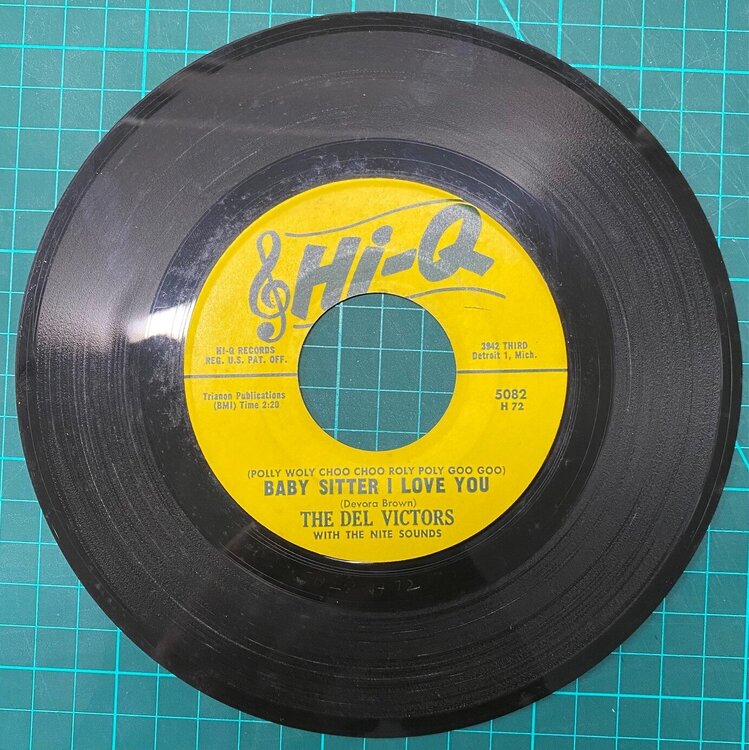 Hi-Q
HI-Q RECORDS
REG. U.S. PAT. OFF.
3942 THIRD
Detroit 1, Mich.
Trianon Publications
(BMI) Time 2:20
5082
H 72
(POLLY WOLY CHOO CHOO ROLY POLY GOO GOO)
BABY SITTER I LOVE YOU
(Devora Brown)
THE DEL VICTORS
WITH THE NITE SOUNDS